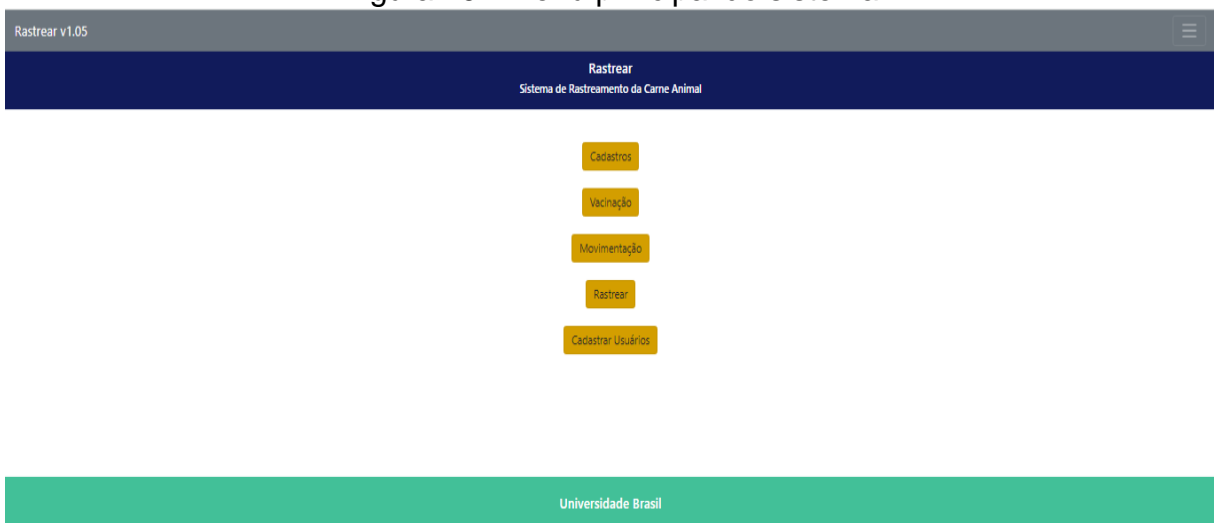 Rastrear v1.05
Rastrear
Sistema de Rastreamento da Carne Animal
Cadastros
Vacinação
Movimentação
Rastrear
Cadastrar Usuários
Universidade Brasil